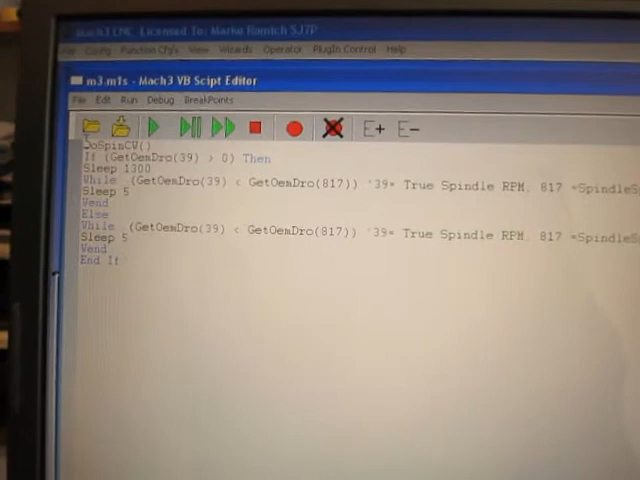 Mach3 CNC Licensed To: Marko Romich SJ7P
File Config Function Cfg's View Wizards Operator PlugIn Control Help
m3.m1s - Mach3 VB Scipt Editor
File Edit Run Debug BreakPoints
E+ E-
DoSpinCW()
If (GetOemDro(39) > 0) Then
Sleep 1300
While (GetOemDro(39) < GetOemDro(817)) '39= True Spindle RPM, 817 =SpindleS
Sleep 5
Wend
Else
While (GetOemDro(39) < GetOemDro(817)) '39= True Spindle RPM, 817 =SpindleS
Sleep 5
Wend
End If